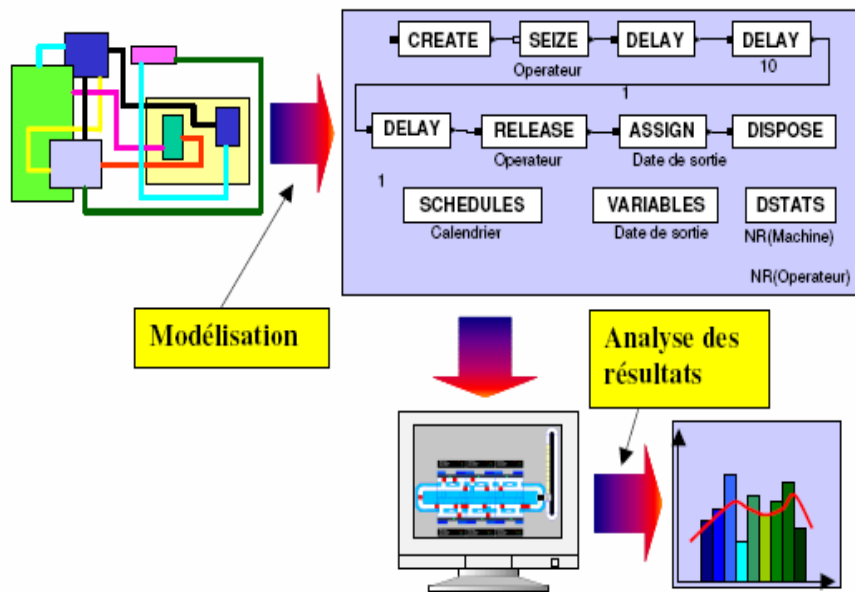 CREATE SEIZE DELAY DELAY
Operateur 10
1
DELAY RELEASE ASSIGN DISPOSE
Operateur Date de sortie
1
SCHEDULES VARIABLES DSTATS
Calendrier Date de sortie NR(Machine)
NR(Operateur)
Modélisation
Analyse des
résultats